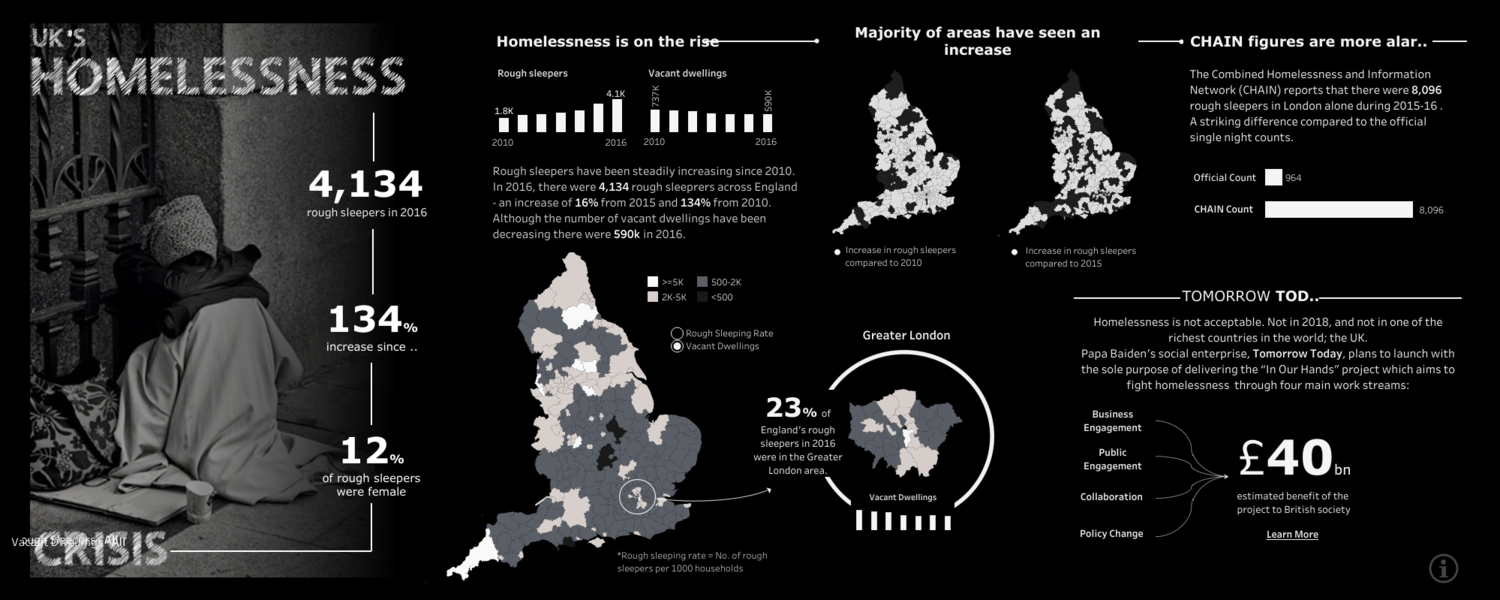 UK'S
HOMELESSNESS
4,134
rough sleepers in 2016
134%
increase since ..
12%
of rough sleepers
were female
CRISIS
Homelessness is on the rise
Rough sleepers
1.8K
4.1K
2010
2016
Vacant dwellings
737K
590K
2010
2016
Rough sleepers have been steadily increasing since 2010.
In 2016, there were 4,134 rough sleeprers across England
- an increase of 16% from 2015 and 134% from 2010.
Although the number of vacant dwellings have been
decreasing there were 590k in 2016.
>=5K
500-2K
2K-5K
<500
Rough Sleeping Rate
Vacant Dwellings
*Rough sleeping rate = No. of rough
sleepers per 1000 households
Majority of areas have seen an
increase
Increase in rough sleepers
compared to 2010
Increase in rough sleepers
compared to 2015
Greater London
23% of
England's rough
sleepers in 2016
were in the Greater
London area.
Vacant Dwellings
CHAIN figures are more alar..
The Combined Homelessness and Information
Network (CHAIN) reports that there were 8,096
rough sleepers in London alone during 2015-16 .
A striking difference compared to the official
single night counts.
Official Count
964
CHAIN Count
8,096
TOMORROW TOD..
Homelessness is not acceptable. Not in 2018, and not in one of the
richest countries in the world; the UK.
Papa Baiden's social enterprise, Tomorrow Today, plans to launch with
the sole purpose of delivering the "In Our Hands" project which aims to
fight homelessness through four main work streams:
Business
Engagement
Public
Engagement
Collaboration
Policy Change
£40bn
estimated benefit of the
project to British society
Learn More